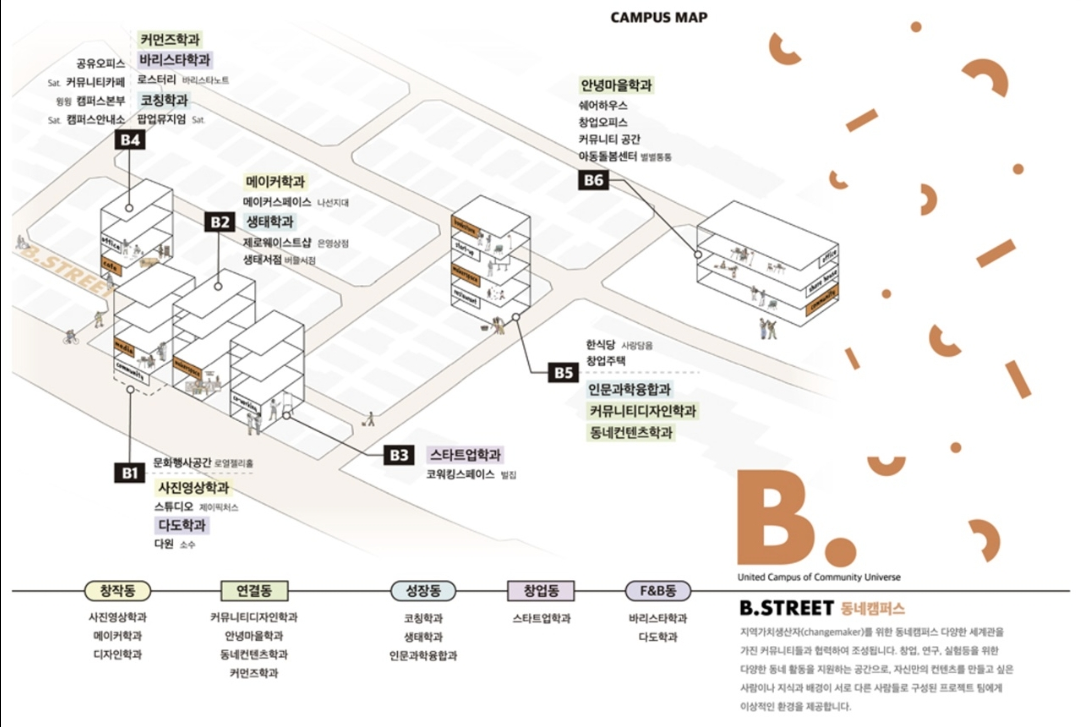 CAMPUS MAP
커먼즈학과
공유오피스
바리스타학과
Sat. 커뮤니티카페
로스터리 바리스타노트
윙윙 캠퍼스본부
코칭학과
Sat. 캠퍼스안내소
팝업뮤지엄 Sat.
B4
안녕마을학과
쉐어하우스
창업오피스
커뮤니티 공간
아동돌봄센터 벌벌통통
B6
메이커학과
메이커스페이스 나선지대
B2
생태학과
제로웨이스트샵 은영상점
생태서점 버들서점
office
cafe
B.STREET
media
community
co-working
start-up
restaurant
office
share house
community
한식당 사랑담음
창업주택
B5
인문과학융합학과
커뮤니티디자인학과
동네컨텐츠학과
B3
스타트업학과
코워킹스페이스 벌집
B1
문화행사공간 로열젤리홀
사진영상학과
스튜디오 제이픽처스
다도학과
다원 소수
B.
United Campus of Community Universe
창작동
연결동
성장동
창업동
F&B동
사진영상학과
커뮤니티디자인학과
코칭학과
스타트업학과
바리스타학과
메이커학과
안녕마을학과
생태학과
다도학과
디자인학과
동네컨텐츠학과
인문과학융합학과
커먼즈학과
B.STREET 동네캠퍼스
지역가치생산자(changemaker)를 위한 동네캠퍼스 다양한 세계관을
가진 커뮤니티들과 협력하여 조성됩니다. 창업, 연구, 실험등을 위한
다양한 동네 활동을 지원하는 공간으로, 자신만의 컨텐츠를 만들고 싶은
사람이나 지식과 배경이 서로 다른 사람들로 구성된 프로젝트 팀에게
이상적인 환경을 제공합니다.